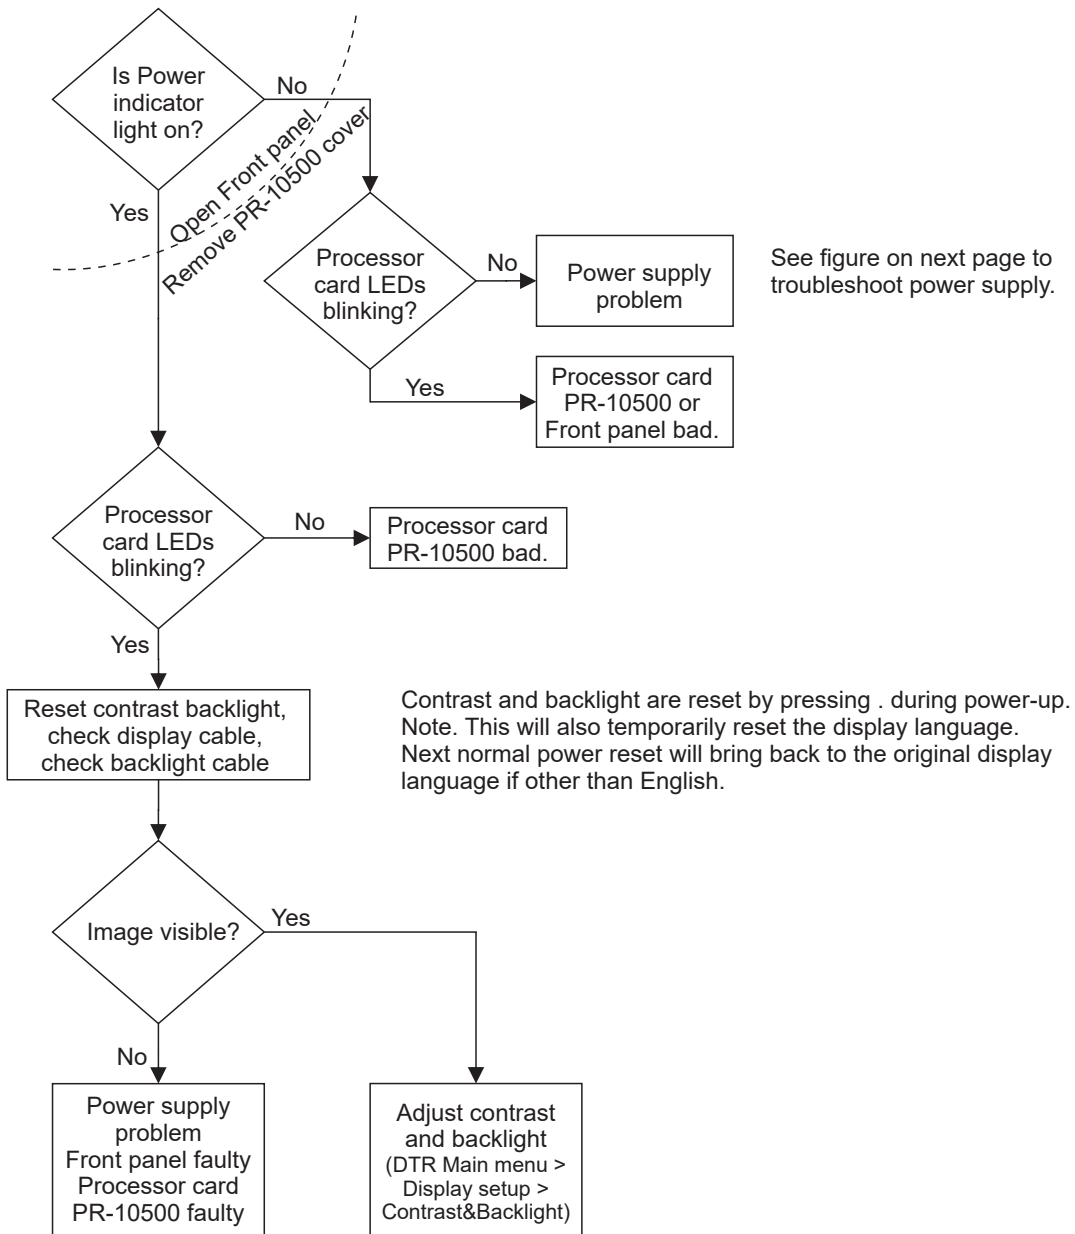 Is Power
indicator
light on?
No
Yes
Open Front panel
Remove PR-10500 cover
Processor
card LEDs
blinking?
No
Power supply
problem
See figure on next page to
troubleshoot power supply.
Yes
Processor card
PR-10500 or
Front panel bad.
Processor
card LEDs
blinking?
No
Processor card
PR-10500 bad.
Yes
Reset contrast backlight,
check display cable,
check backlight cable
Contrast and backlight are reset by pressing . during power-up.
Note. This will also temporarily reset the display language.
Next normal power reset will bring back to the original display
language if other than English.
Image visible?
Yes
No
Power supply
problem
Front panel faulty
Processor card
PR-10500 faulty
Adjust contrast
and backlight
(DTR Main menu >
Display setup >
Contrast&Backlight)